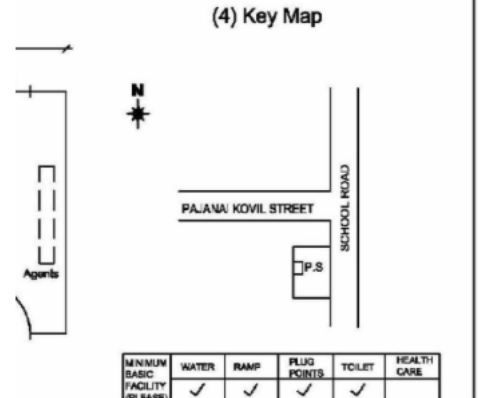 (4) Key Map
N
PAJANAI KOVIL STREET
SCHOOL ROAD
P.S
Agents
MINIMUM BASIC FACILITY (PLEASE)
WATER
RAMP
PLUG POINTS
TOILET
HEALTH CARE
✓ ✓ ✓ ✓